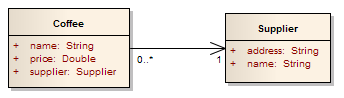 Coffee
+ name: String
+ price: Double
+ supplier: Supplier
0..*
1
Supplier
+ address: String
+ name: String